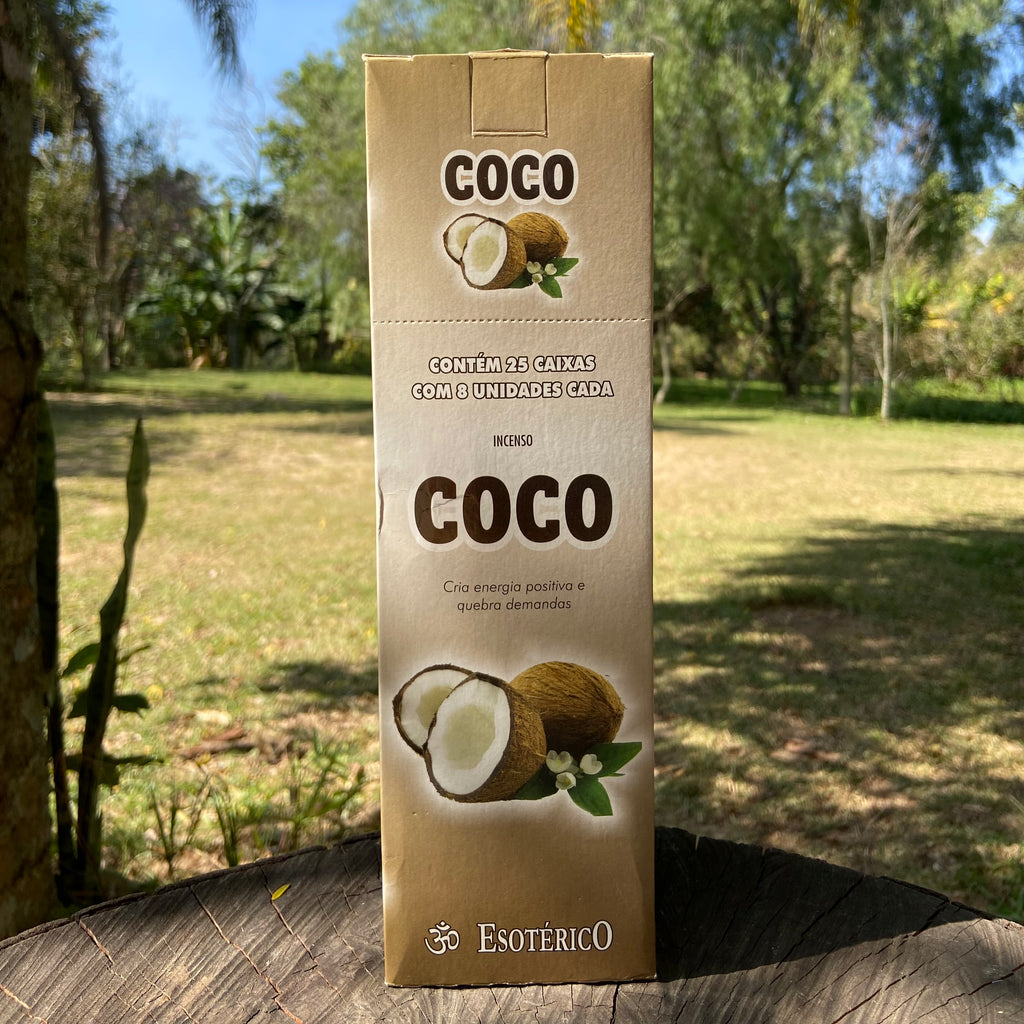 COCO
CONTÉM 25 CAIXAS
COM 8 UNIDADES CADA
INCENSO
COCO
Cria energia positiva e
quebra demandas
ॐ ESOTÉRICO